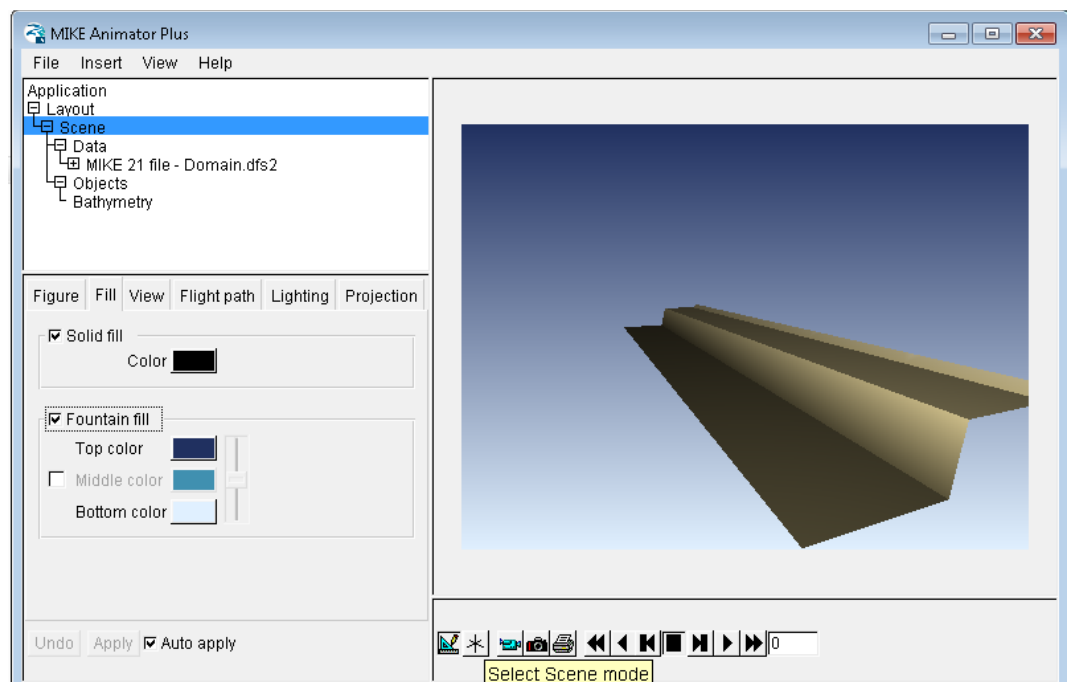 MIKE Animator Plus
File Insert View Help
Application
Layout
Scene
Data
MIKE 21 file - Domain.dfs2
Objects
Bathymetry
Figure Fill View Flight path Lighting Projection
Solid fill
Color
Fountain fill
Top color
Middle color
Bottom color
Undo Apply Auto apply
0
Select Scene mode